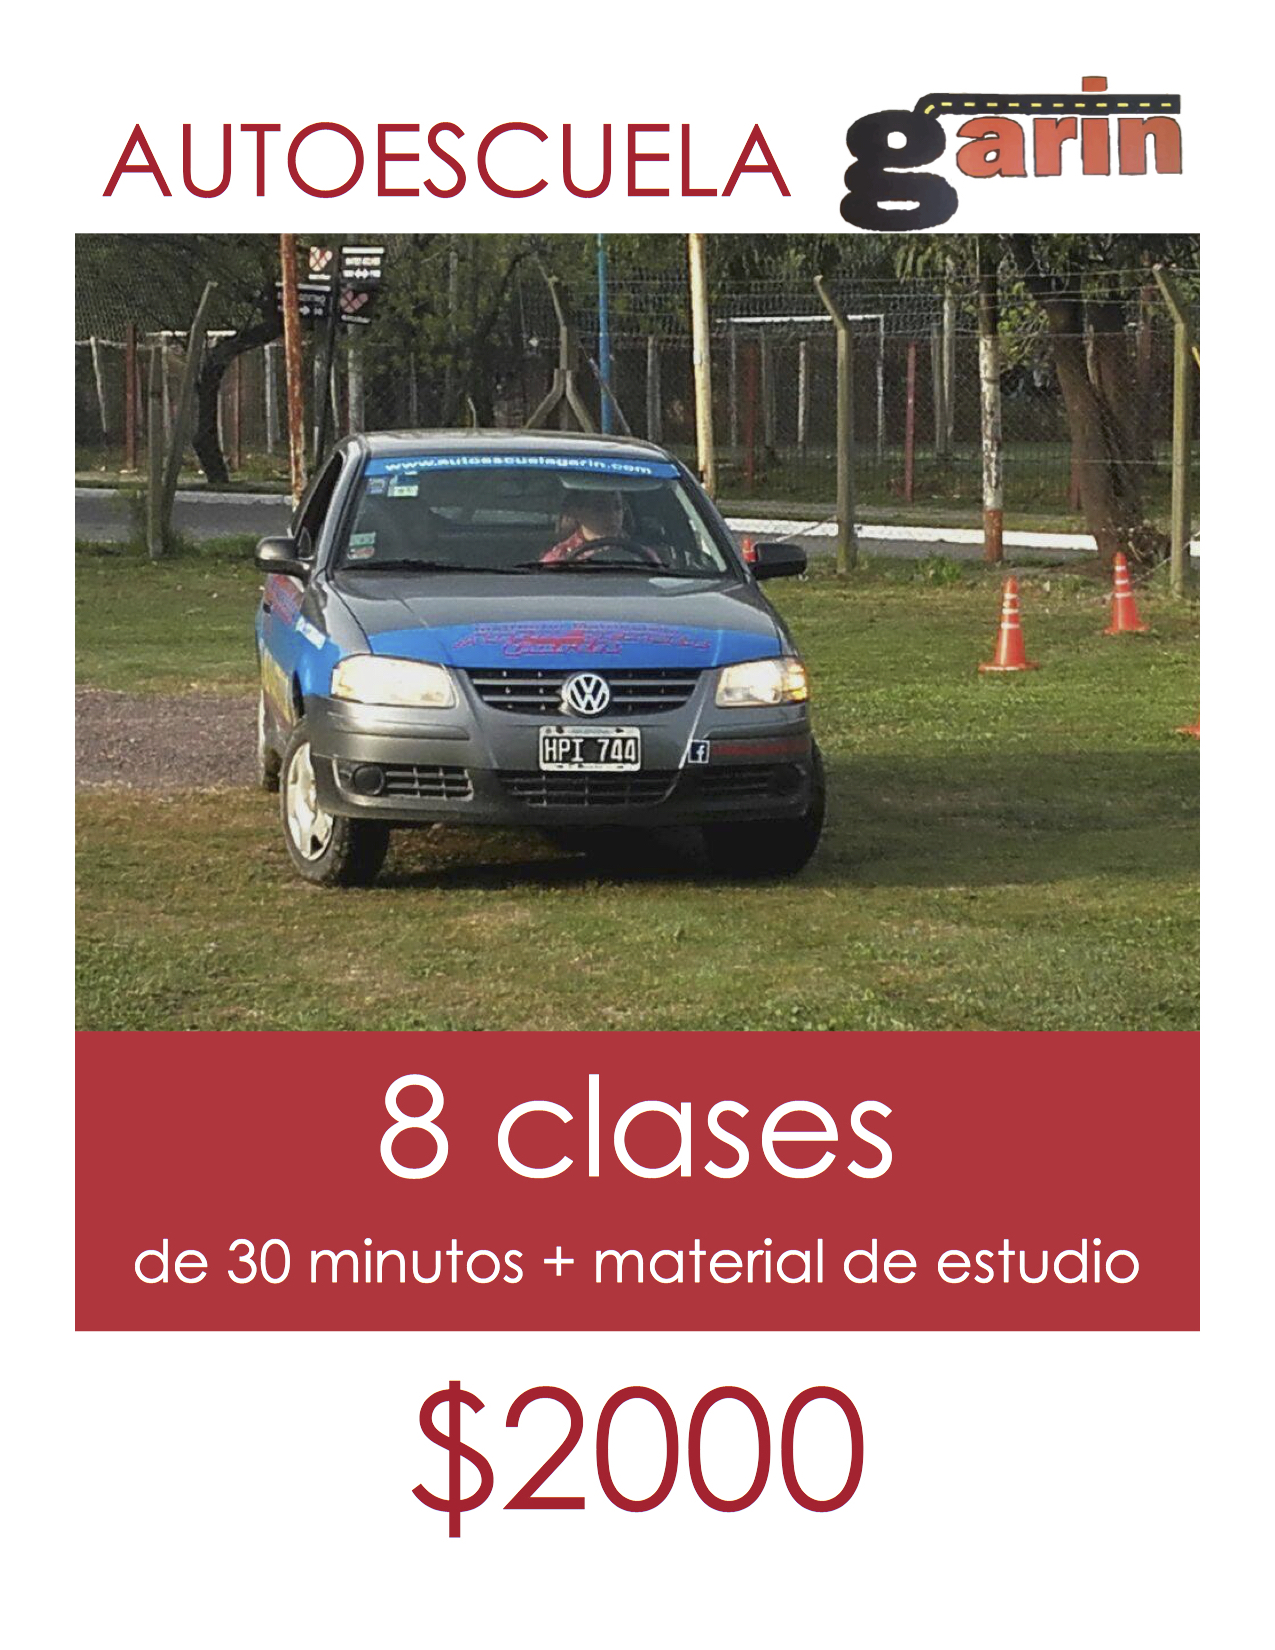 AUTOESCUELA garin
www.autoescuelagarin.com
HPI 744
8 clases
de 30 minutos + material de estudio
$2000